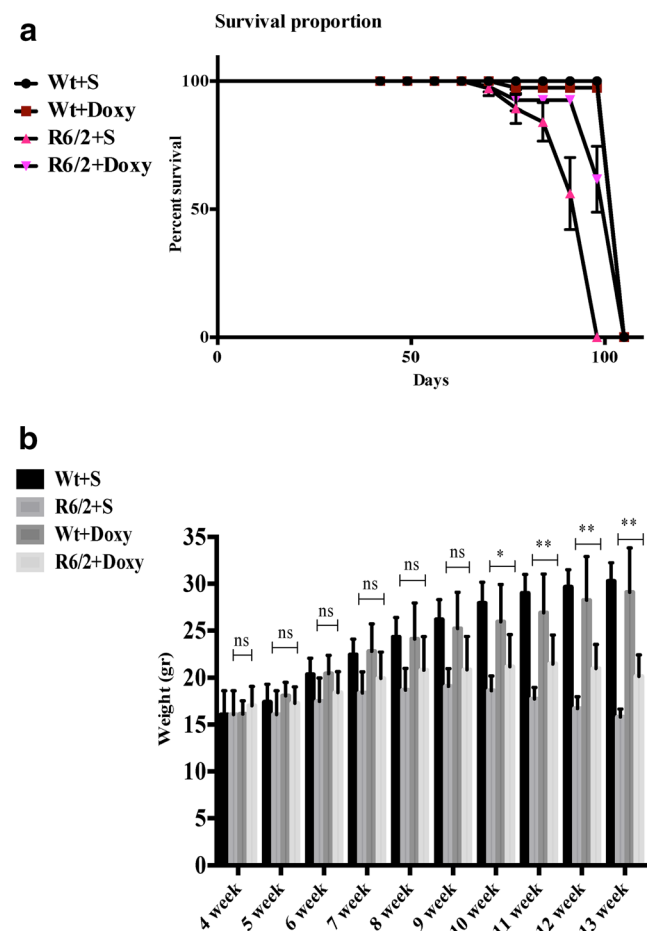 a
Survival proportion
Wt+S
Wt+Doxy
R6/2+S
R6/2+Doxy
Percent survival
100
50
0
0 50 100
Days
b
Wt+S
R6/2+S
Wt+Doxy
R6/2+Doxy
Weight (gr)
35
30
25
20
15
10
5
0
ns ns ns ns ns ns * ** ** **
4 week 5 week 6 week 7 week 8 week 9 week 10 week 11 week 12 week 13 week